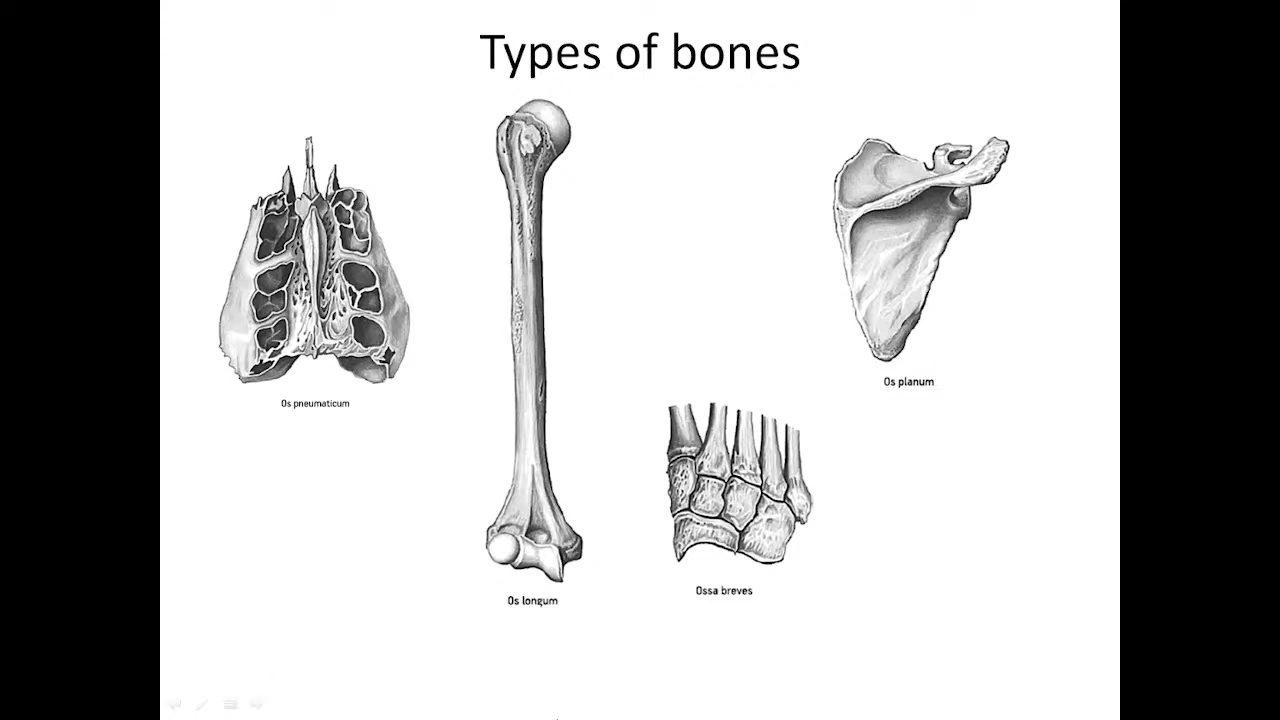 Types of bones
Os pneumaticum
Os longum
Ossa breves
Os planum